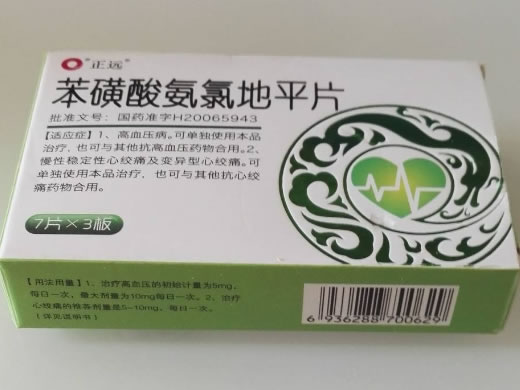 正远
苯磺酸氨氯地平片
批准文号：国药准字H20065943
【适应症】1、高血压病。可单独使用本品
治疗，也可与其他抗高血压药物合用。2、
慢性稳定性心绞痛及变异型心绞痛。可
单独使用本品治疗，也可与其他抗心绞
痛药物合用。
7片×3板
【用法用量】1、治疗高血压的初始计量为5mg，
每日一次，最大剂量为10mg每日一次。2、治疗
心绞痛的推荐剂量是5-10mg，每日一次。
（详见说明书）
6 936288 700629